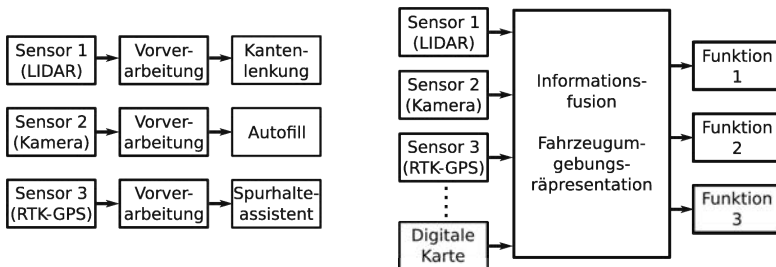 Sensor 1
(LIDAR)
Vorver-
arbeitung
Kanten-
lenkung
Sensor 2
(Kamera)
Vorver-
arbeitung
Autofill
Sensor 3
(RTK-GPS)
Vorver-
arbeitung
Spurhalte-
assistent
Sensor 1
(LIDAR)
Sensor 2
(Kamera)
Sensor 3
(RTK-GPS)
Digitale
Karte
Informations-
fusion
Fahrzeugum-
gebungs-
räpresentation
Funktion
1
Funktion
2
Funktion
3